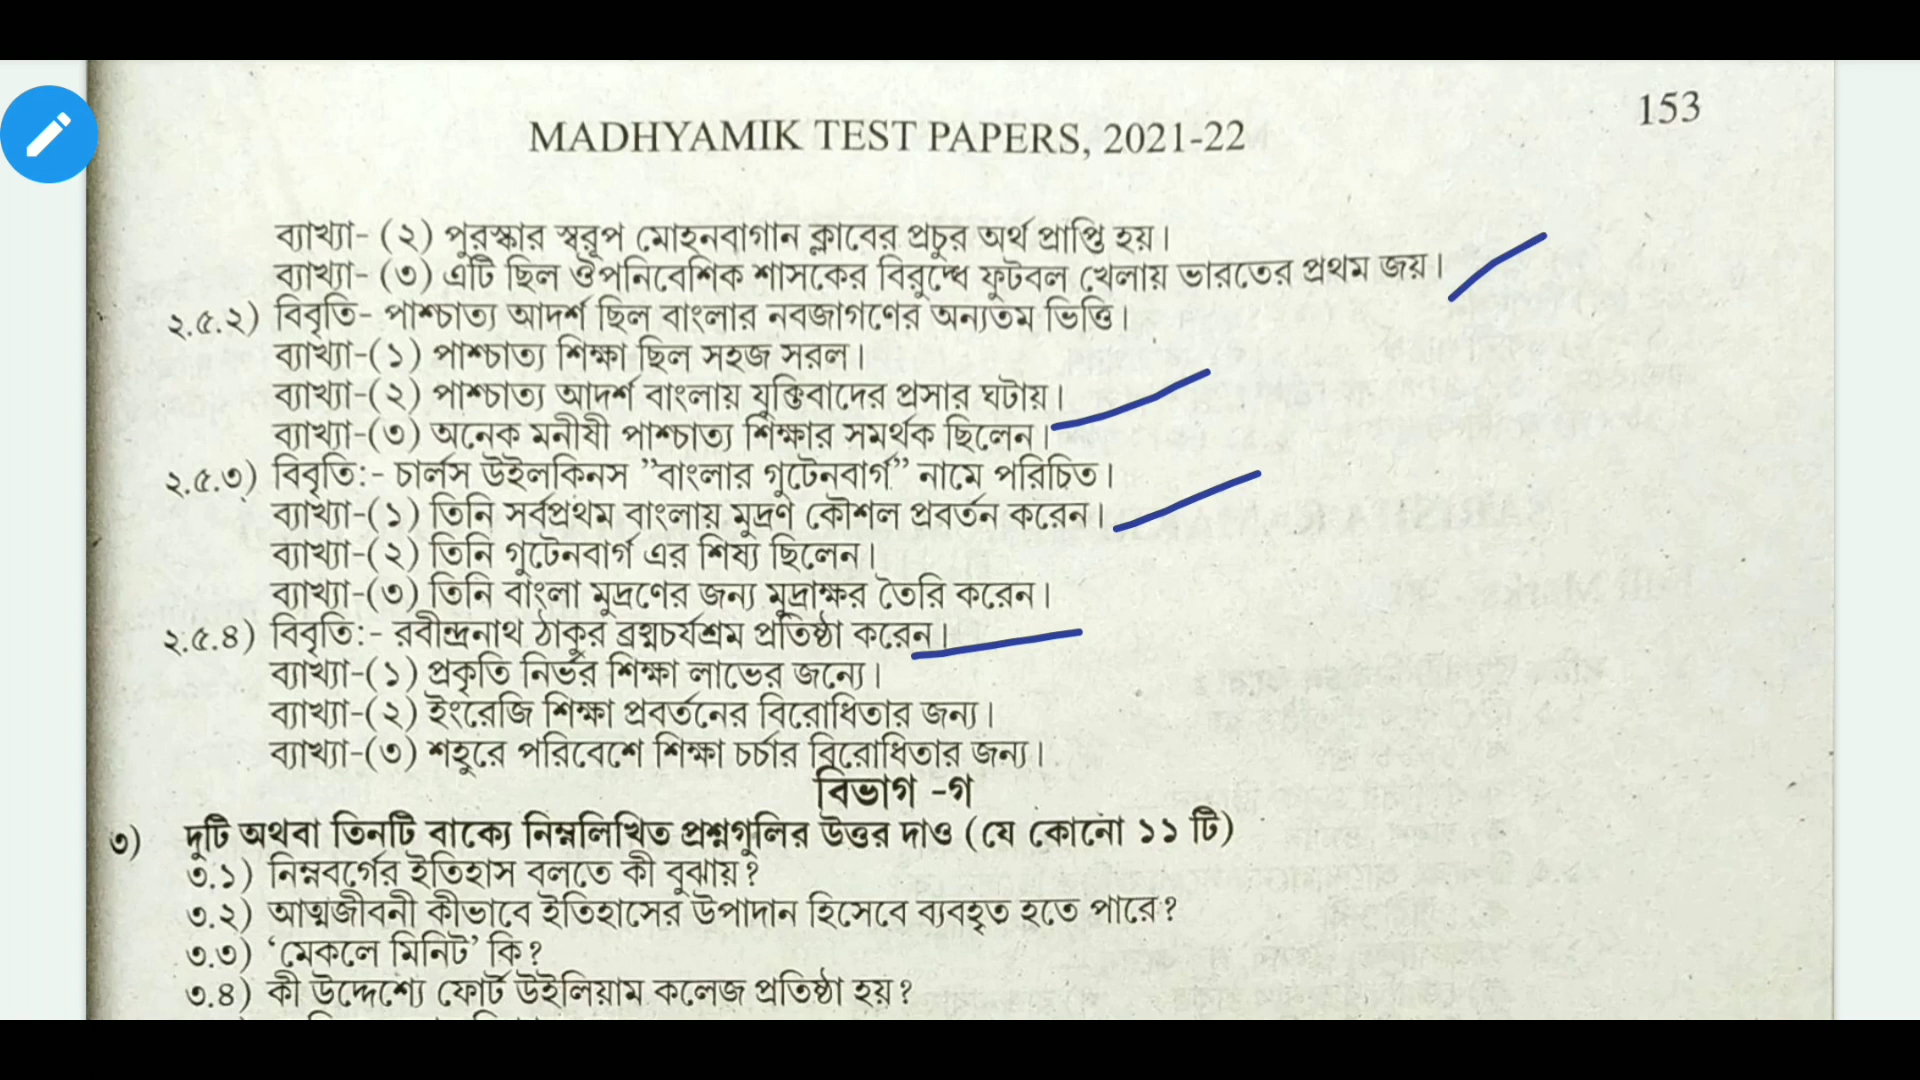 153
MADHYAMIK TEST PAPERS, 2021-22
ব্যাখ্যা- (২) পুরস্কার স্বরূপ মোহনবাগান ক্লাবের প্রচুর অর্থ প্রাপ্তি হয়।
ব্যাখ্যা- (৩) এটি ছিল ঔপনিবেশিক শাসকের বিরুদ্ধে ফুটবল খেলায় ভারতের প্রথম জয়।
২.৫.২) বিবৃতি- পাশ্চাত্য আদর্শ ছিল বাংলার নবজাগণের অন্যতম ভিত্তি।
ব্যাখ্যা-(১) পাশ্চাত্য শিক্ষা ছিল সহজ সরল।
ব্যাখ্যা-(২) পাশ্চাত্য আদর্শ বাংলায় যুক্তিবাদের প্রসার ঘটায়।
ব্যাখ্যা-(৩) অনেক মনীষী পাশ্চাত্য শিক্ষার সমর্থক ছিলেন।
২.৫.৩) বিবৃতি:- চার্লস উইলকিনস ”বাংলার গুটেনবার্গ” নামে পরিচিত।
ব্যাখ্যা-(১) তিনি সর্বপ্রথম বাংলায় মুদ্রণ কৌশল প্রবর্তন করেন।
ব্যাখ্যা-(২) তিনি গুটেনবার্গ এর শিষ্য ছিলেন।
ব্যাখ্যা-(৩) তিনি বাংলা মুদ্রণের জন্য মুদ্রাক্ষর তৈরি করেন।
২.৫.৪) বিবৃতি:- রবীন্দ্রনাথ ঠাকুর ব্রহ্মচর্যশ্রম প্রতিষ্ঠা করেন।
ব্যাখ্যা-(১) প্রকৃতি নির্ভর শিক্ষা লাভের জন্যে।
ব্যাখ্যা-(২) ইংরেজি শিক্ষা প্রবর্তনের বিরোধিতার জন্য।
ব্যাখ্যা-(৩) শহুরে পরিবেশে শিক্ষা চর্চার বিরোধিতার জন্য।
বিভাগ -গ
৩) দুটি অথবা তিনটি বাক্যে নিম্নলিখিত প্রশ্নগুলির উত্তর দাও (যে কোনো ১১ টি)
৩.১) নিম্নবর্গের ইতিহাস বলতে কী বুঝায়?
৩.২) আত্মজীবনী কীভাবে ইতিহাসের উপাদান হিসেবে ব্যবহৃত হতে পারে?
৩.৩) ‘মেকলে মিনিট’ কি?
৩.৪) কী উদ্দেশ্যে ফোর্ট উইলিয়াম কলেজ প্রতিষ্ঠা হয়?